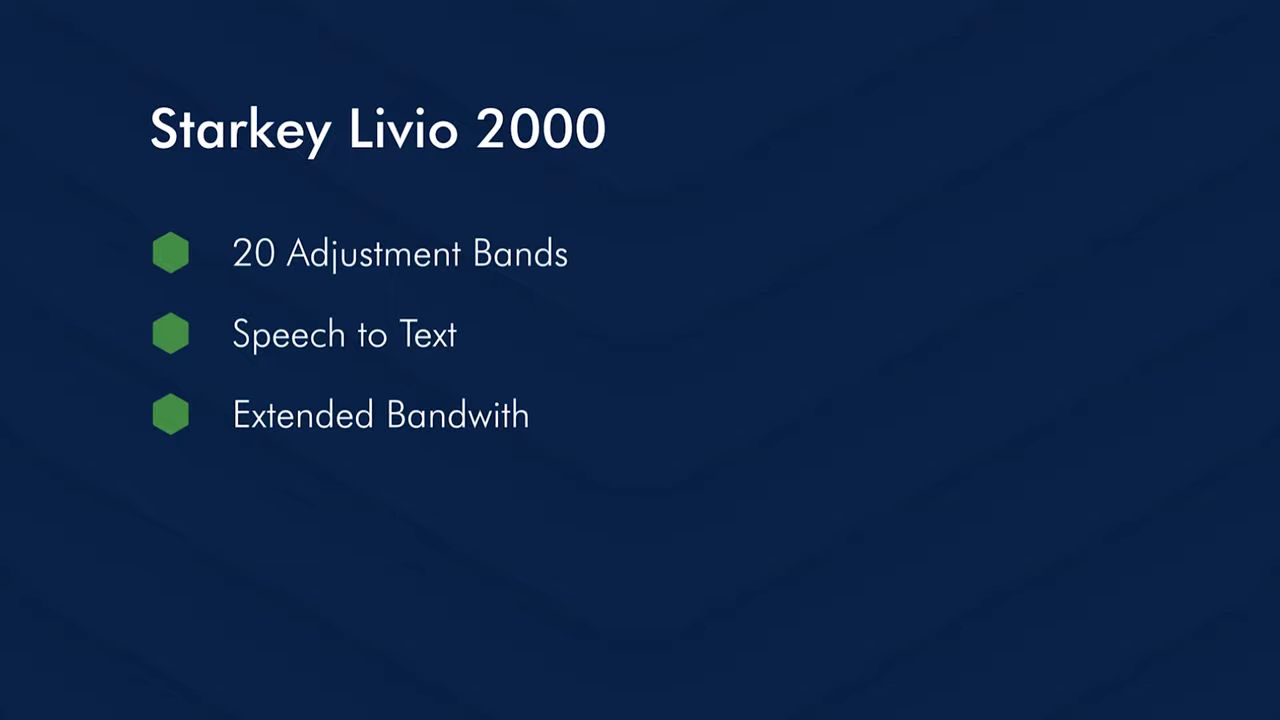 Starkey Livio 2000
20 Adjustment Bands
Speech to Text
Extended Bandwith